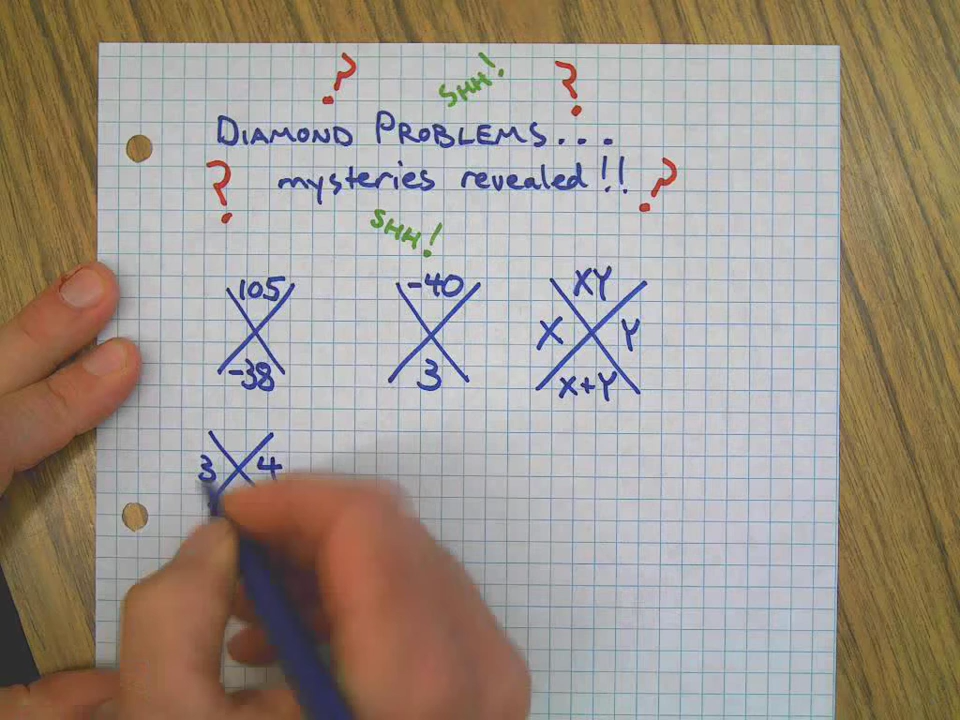 ? SHH! ?
DIAMOND PROBLEMS...
? mysteries revealed!! ?
SHH!
105 -40 XY
X Y
-38 3 X+Y
3 4